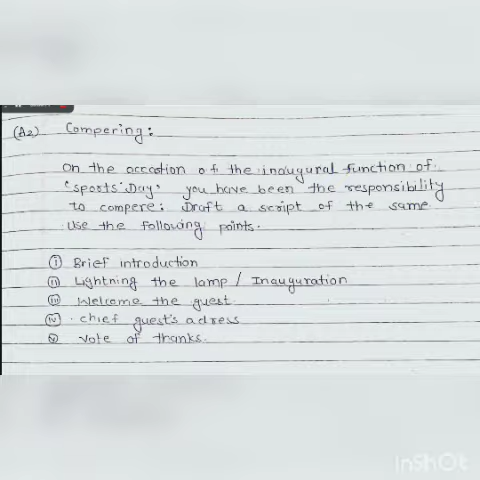 (A2) Compering:
On the occastion of the inaugural function of
'Sports Day' you have been the responsibility
to compere: Draft a script of the same
Use the following points.
(i) Brief introduction
(ii) Lightning the lamp / Inauguration
(iii) Welcome the guest
(iv) chief guest's adress
(v) Vote of thanks.
InShOt